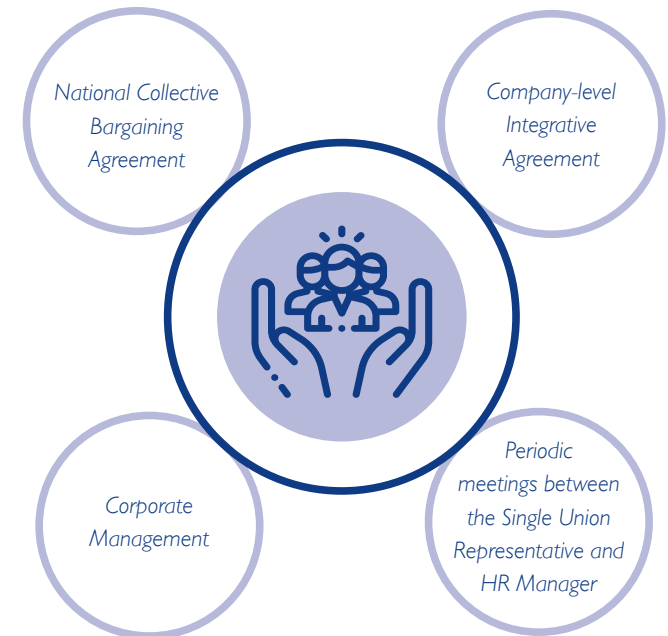 National Collective
Bargaining
Agreement
Company-level
Integrative
Agreement
Corporate
Management
Periodic
meetings between
the Single Union
Representative and
HR Manager